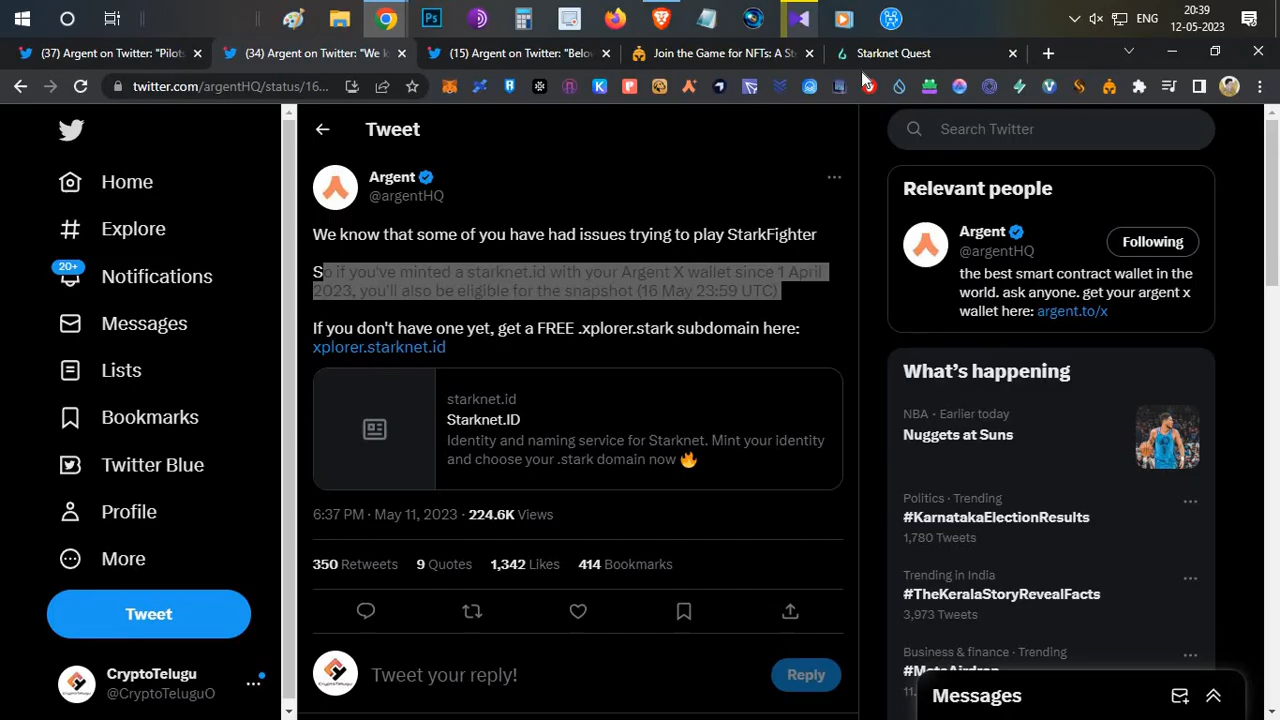 ENG
20:39
12-05-2023
(37) Argent on Twitter: "Pilots
(34) Argent on Twitter: "We k
(15) Argent on Twitter: "Below
Join the Game for NFTs: A St
Starknet Quest
twitter.com/argentHQ/status/16...
Home
Explore
20+
Notifications
Messages
Lists
Bookmarks
Twitter Blue
Profile
More
Tweet
CryptoTelugu
@CryptoTeluguO
Tweet
Argent
@argentHQ
We know that some of you have had issues trying to play StarkFighter
So if you've minted a starknet.id with your Argent X wallet since 1 April
2023, you'll also be eligible for the snapshot (16 May 23:59 UTC)
If you don't have one yet, get a FREE .xplorer.stark subdomain here:
xplorer.starknet.id
starknet.id
Starknet.ID
Identity and naming service for Starknet. Mint your identity
and choose your .stark domain now 🔥
6:37 PM · May 11, 2023 · 224.6K Views
350 Retweets 9 Quotes 1,342 Likes 414 Bookmarks
Tweet your reply!
Reply
Search Twitter
Relevant people
Argent
@argentHQ
Following
the best smart contract wallet in the
world. ask anyone. get your argent x
wallet here: argent.to/x
What's happening
NBA · Earlier today
Nuggets at Suns
Politics · Trending
#KarnatakaElectionResults
1,780 Tweets
Trending in India
#TheKeralaStoryRevealFacts
3,973 Tweets
Business & finance · Trending
Messages